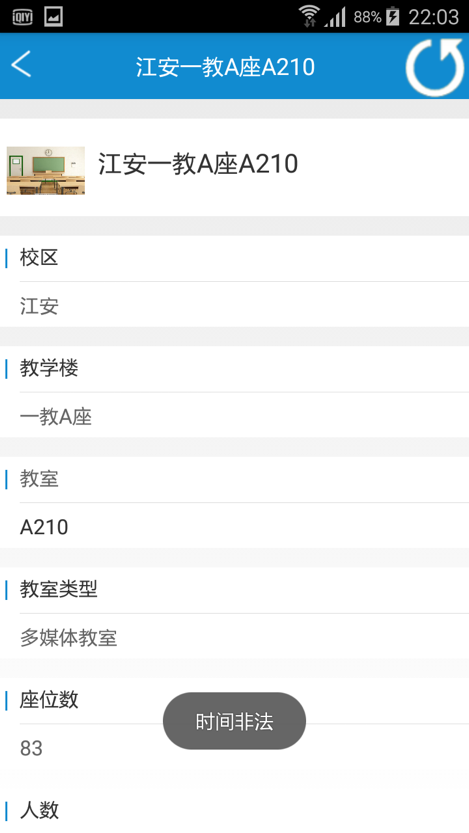 iQIYI
88%
22:03
江安一教A座A210
江安一教A座A210
校区
江安
教学楼
一教A座
教室
A210
教室类型
多媒体教室
座位数
83
时间非法
人数